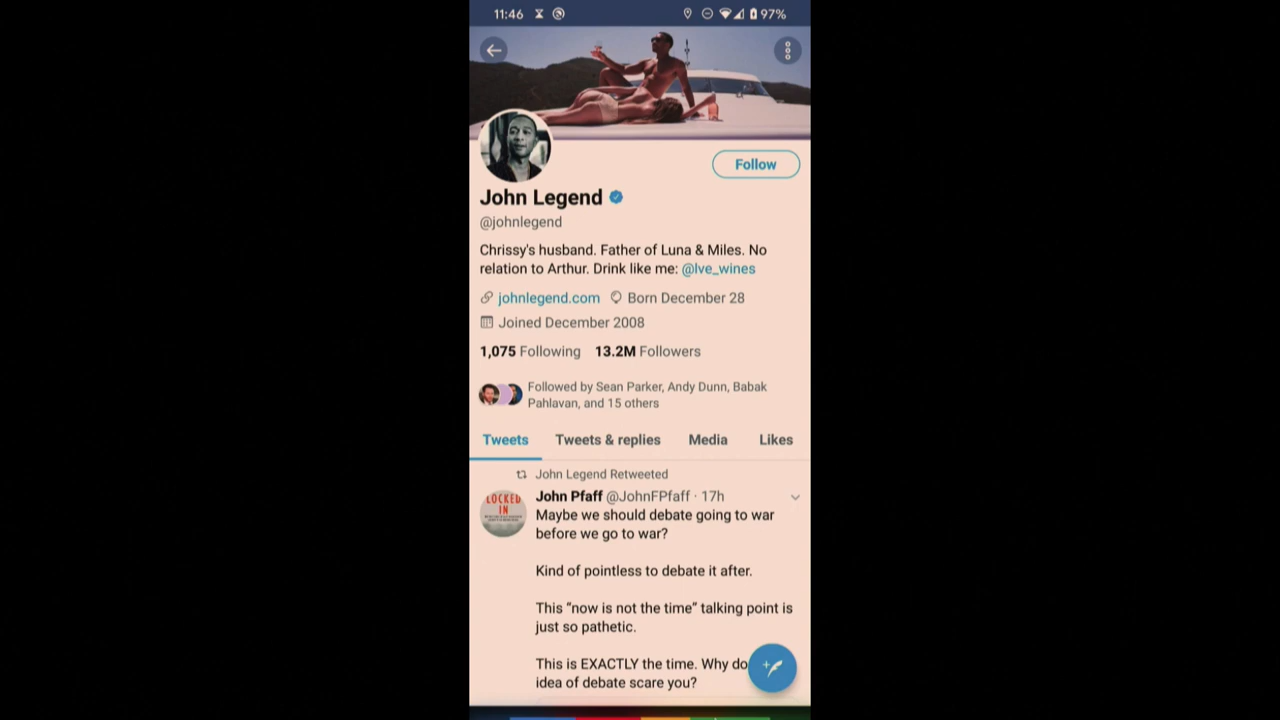 11:46
97%
Follow
John Legend
@johnlegend
Chrissy's husband. Father of Luna & Miles. No
relation to Arthur. Drink like me: @lve_wines
johnlegend.com Born December 28
Joined December 2008
1,075 Following 13.2M Followers
Followed by Sean Parker, Andy Dunn, Babak
Pahlavan, and 15 others
Tweets Tweets & replies Media Likes
John Legend Retweeted
LOCKED
IN
John Pfaff @JohnFPfaff · 17h
Maybe we should debate going to war
before we go to war?
Kind of pointless to debate it after.
This “now is not the time” talking point is
just so pathetic.
This is EXACTLY the time. Why do
idea of debate scare you?